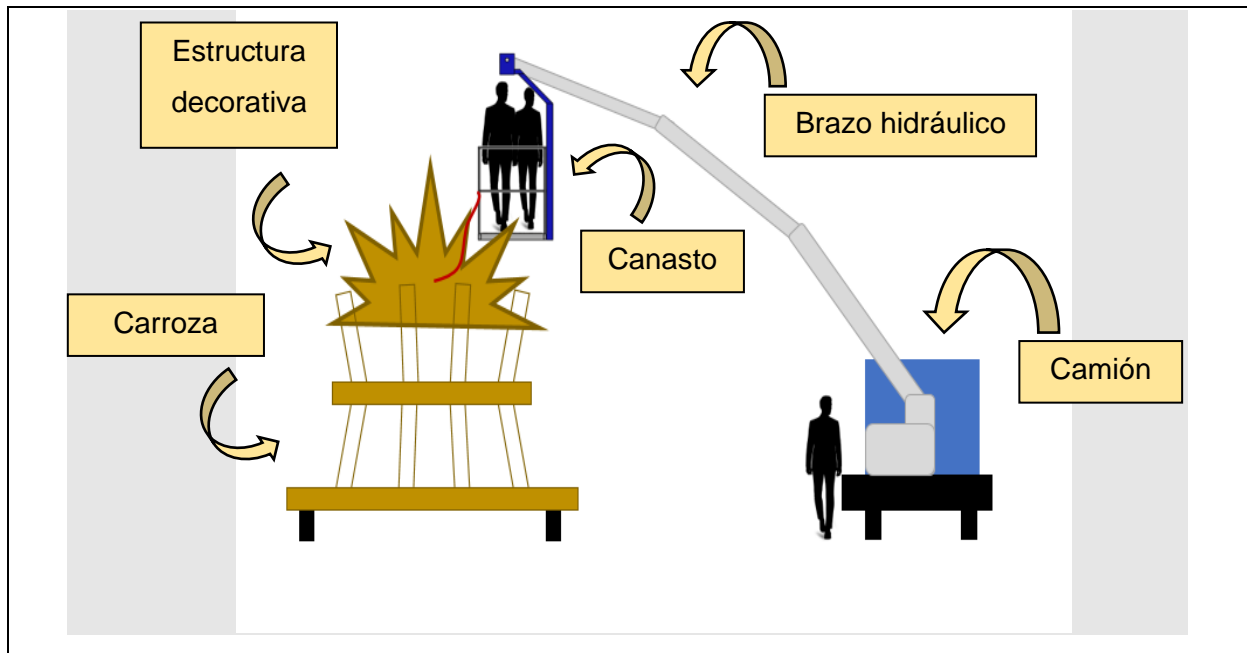 Estructura
decorativa
Brazo hidráulico
Canasto
Carroza
Camión